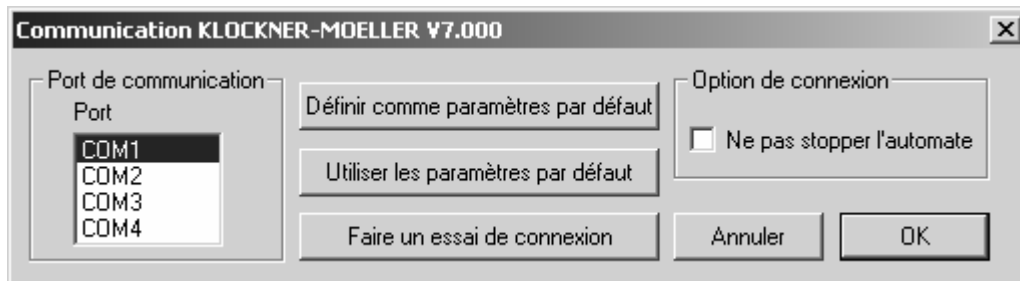 Communication KLOCKNER-MOELLER V7.000
Port de communication
Port
COM1
COM2
COM3
COM4
Définir comme paramètres par défaut
Utiliser les paramètres par défaut
Faire un essai de connexion
Option de connexion
Ne pas stopper l'automate
Annuler
OK